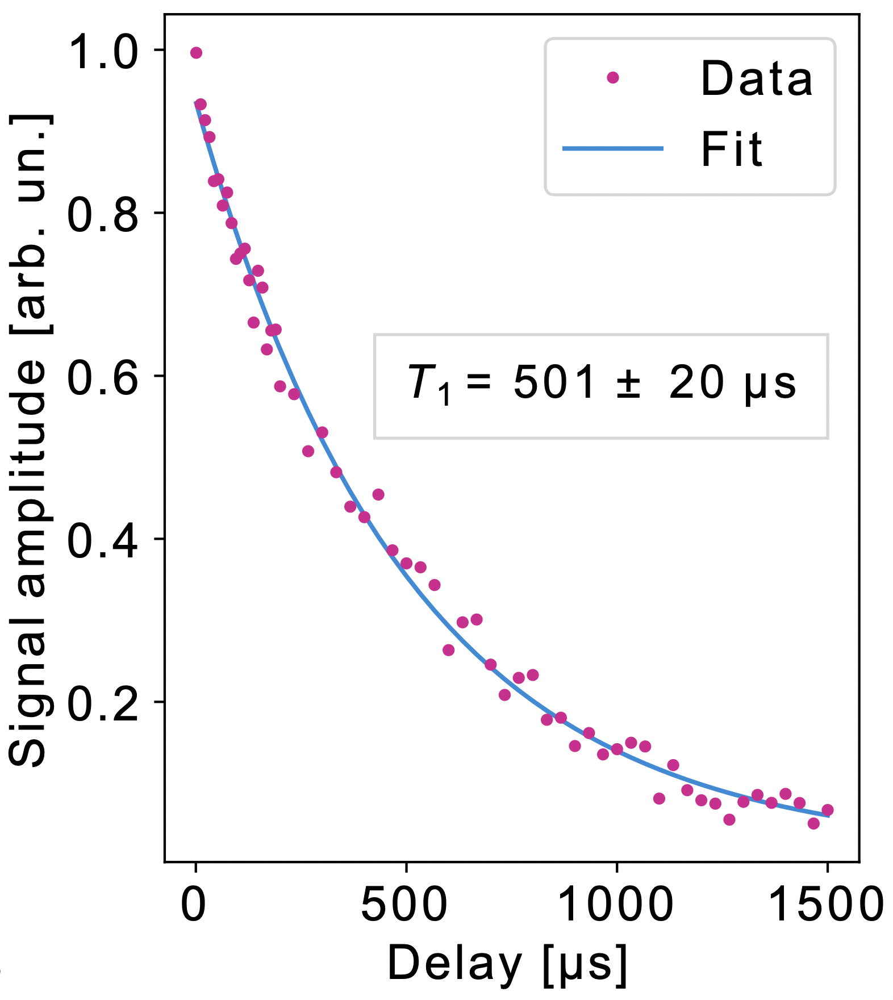 Signal amplitude [arb. un.]
1.0
0.8
0.6
0.4
0.2
Data
Fit
T₁ = 501 ± 20 µs
0 500 1000 1500
Delay [µs]